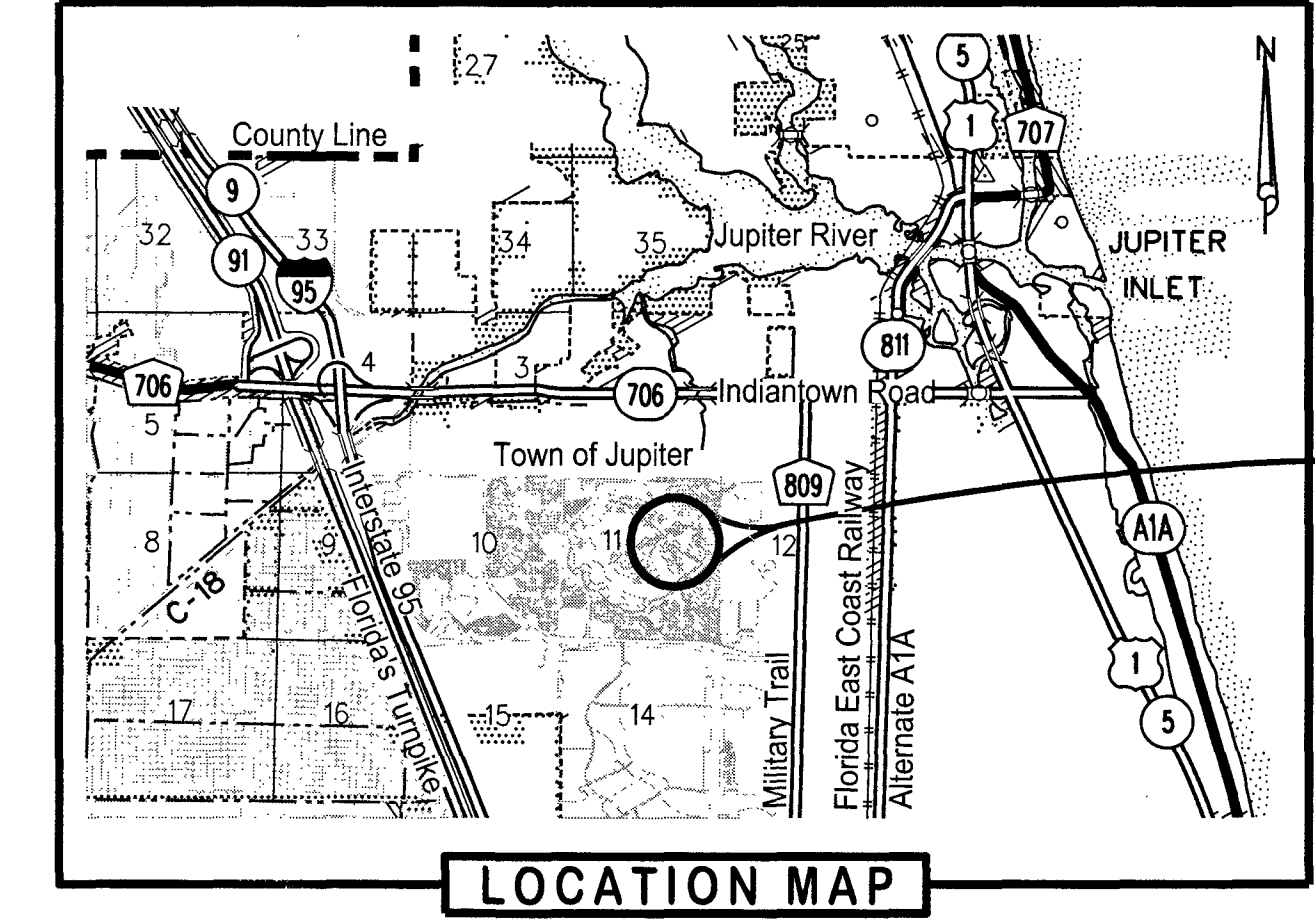 25
27
5
N
1
707
County Line
9
32
33
34
35
Jupiter River
JUPITER
INLET
91
95
811
4
3
706
706
Indiantown Road
5
Town of Jupiter
809
A1A
8
9
10
11
12
C-18
Interstate 95
Florida's Turnpike
Military Trail
Florida East Coast Railway
Alternate A1A
1
5
17
16
15
14
LOCATION MAP